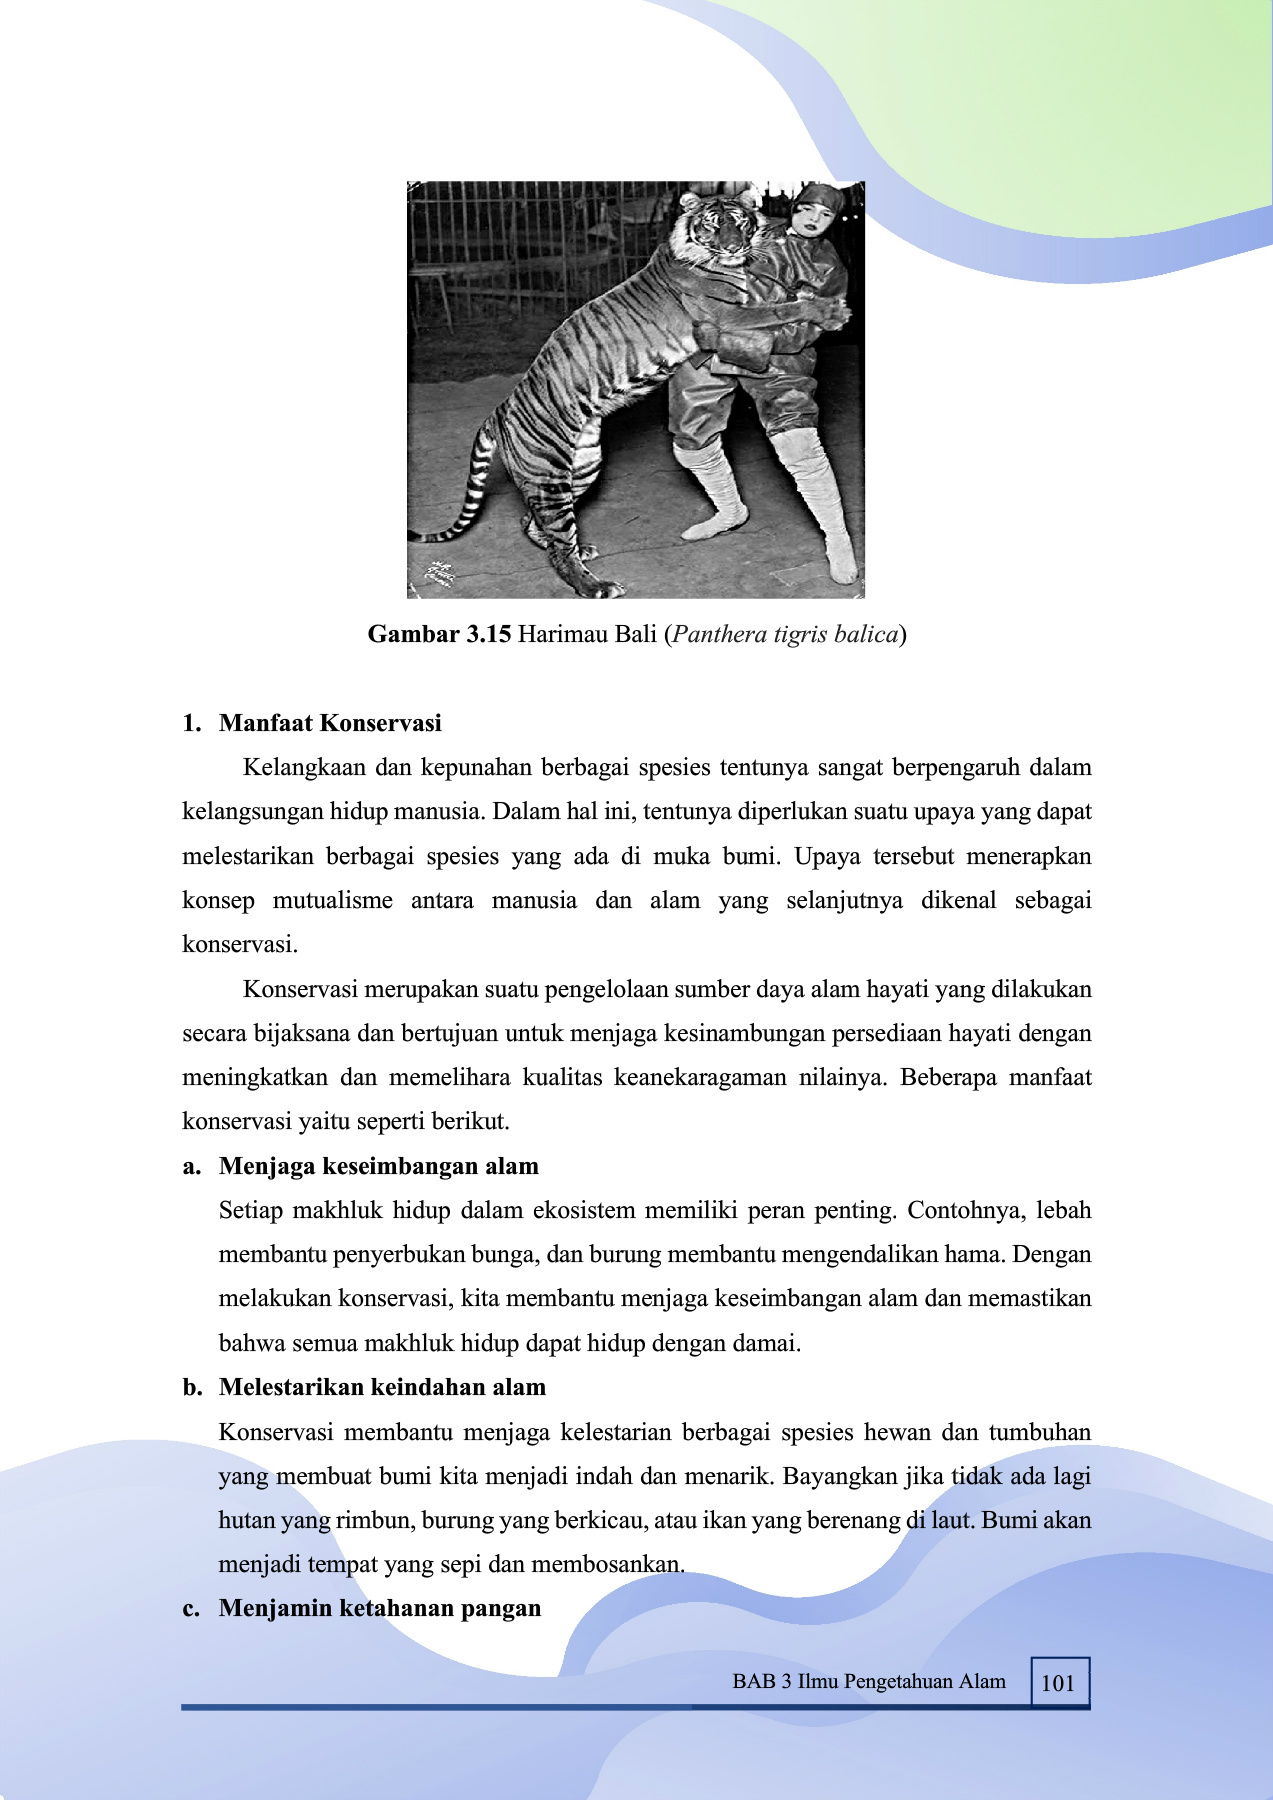 Gambar 3.15 Harimau Bali (Panthera tigris balica)
1. Manfaat Konservasi
Kelangkaan dan kepunahan berbagai spesies tentunya sangat berpengaruh dalam
kelangsungan hidup manusia. Dalam hal ini, tentunya diperlukan suatu upaya yang dapat
melestarikan berbagai spesies yang ada di muka bumi. Upaya tersebut menerapkan
konsep mutualisme antara manusia dan alam yang selanjutnya dikenal sebagai
konservasi.
Konservasi merupakan suatu pengelolaan sumber daya alam hayati yang dilakukan
secara bijaksana dan bertujuan untuk menjaga kesinambungan persediaan hayati dengan
meningkatkan dan memelihara kualitas keanekaragaman nilainya. Beberapa manfaat
konservasi yaitu seperti berikut.
a. Menjaga keseimbangan alam
Setiap makhluk hidup dalam ekosistem memiliki peran penting. Contohnya, lebah
membantu penyerbukan bunga, dan burung membantu mengendalikan hama. Dengan
melakukan konservasi, kita membantu menjaga keseimbangan alam dan memastikan
bahwa semua makhluk hidup dapat hidup dengan damai.
b. Melestarikan keindahan alam
Konservasi membantu menjaga kelestarian berbagai spesies hewan dan tumbuhan
yang membuat bumi kita menjadi indah dan menarik. Bayangkan jika tidak ada lagi
hutan yang rimbun, burung yang berkicau, atau ikan yang berenang di laut. Bumi akan
menjadi tempat yang sepi dan membosankan.
c. Menjamin ketahanan pangan
BAB 3 Ilmu Pengetahuan Alam 101